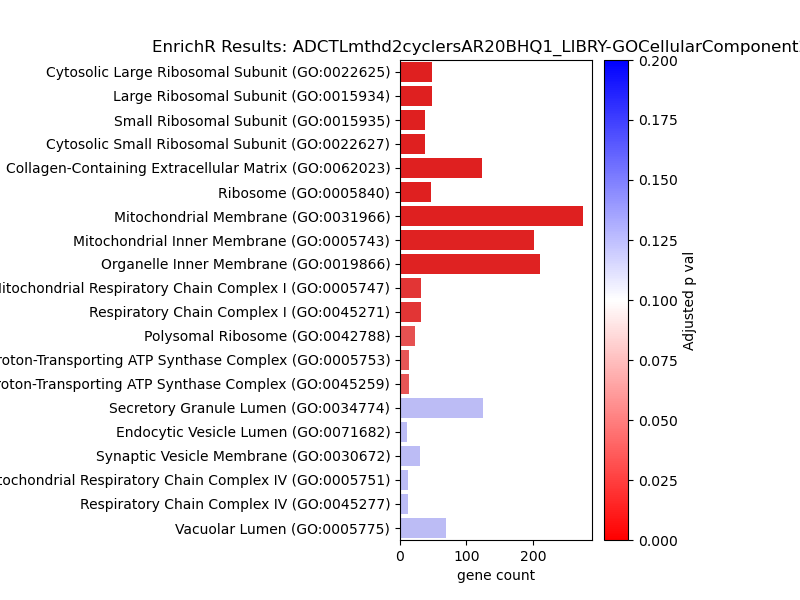 EnrichR Results: ADCTLmthd2cyclersAR20BHQ1_LIBRY-GOCellularComponent
Cytosolic Large Ribosomal Subunit (GO:0022625)
Large Ribosomal Subunit (GO:0015934)
Small Ribosomal Subunit (GO:0015935)
Cytosolic Small Ribosomal Subunit (GO:0022627)
Collagen-Containing Extracellular Matrix (GO:0062023)
Ribosome (GO:0005840)
Mitochondrial Membrane (GO:0031966)
Mitochondrial Inner Membrane (GO:0005743)
Organelle Inner Membrane (GO:0019866)
itochondrial Respiratory Chain Complex I (GO:0005747)
Respiratory Chain Complex I (GO:0045271)
Polysomal Ribosome (GO:0042788)
roton-Transporting ATP Synthase Complex (GO:0005753)
roton-Transporting ATP Synthase Complex (GO:0045259)
Secretory Granule Lumen (GO:0034774)
Endocytic Vesicle Lumen (GO:0071682)
Synaptic Vesicle Membrane (GO:0030672)
tochondrial Respiratory Chain Complex IV (GO:0005751)
Respiratory Chain Complex IV (GO:0045277)
Vacuolar Lumen (GO:0005775)
0 100 200
gene count
0.200
0.175
0.150
0.125
0.100
0.075
0.050
0.025
0.000
Adjusted p val